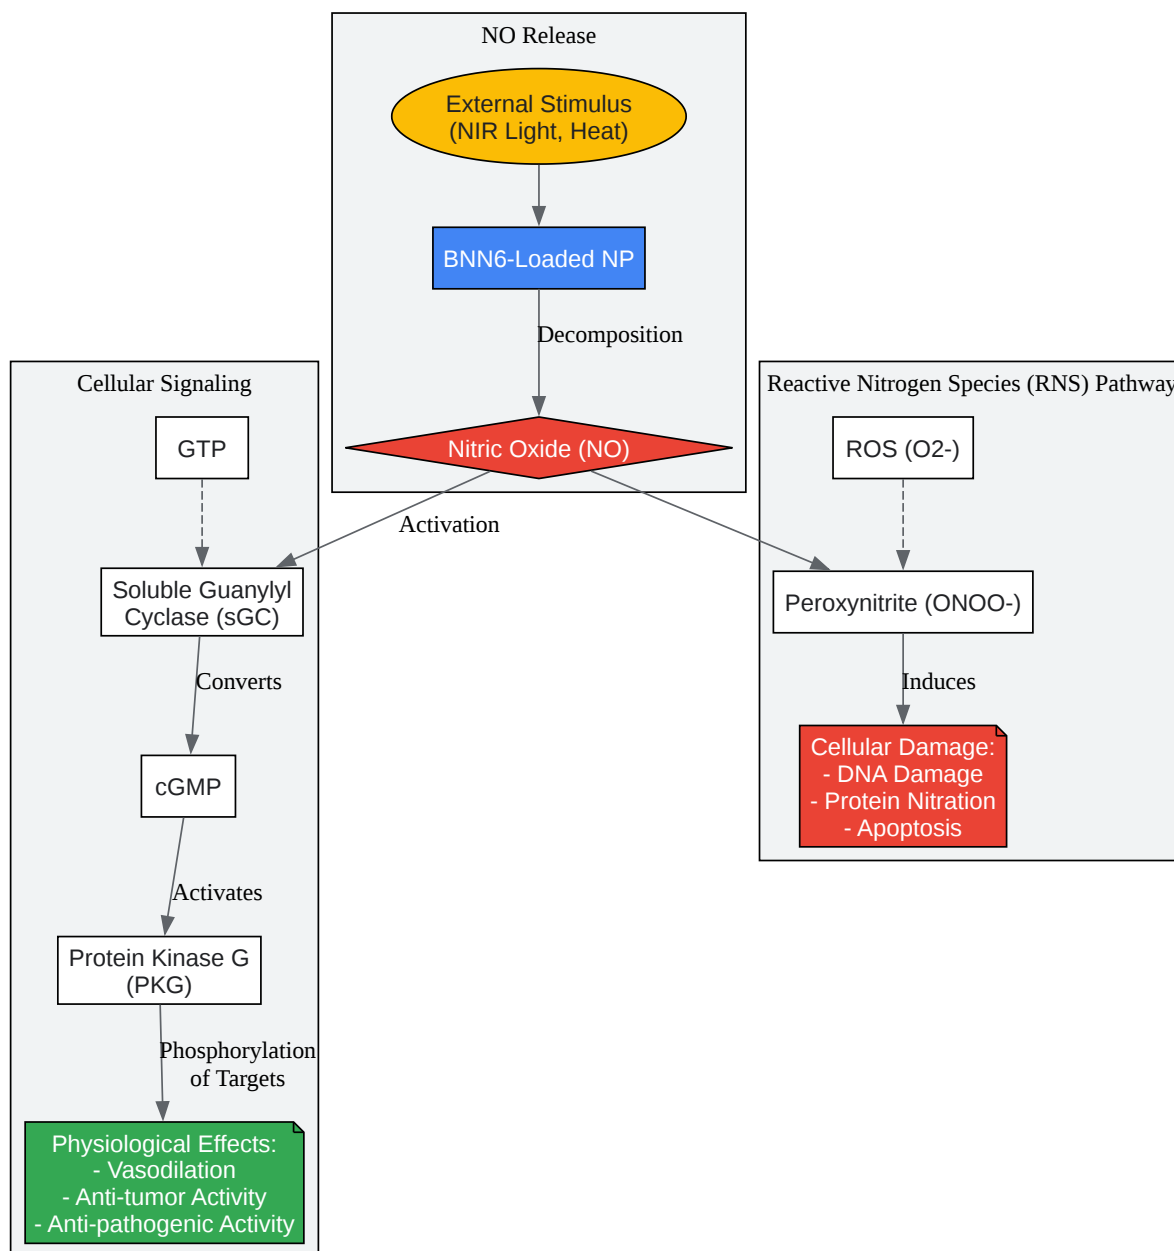 NO Release
External Stimulus
(NIR Light, Heat)
BNN6-Loaded NP
Decomposition
Nitric Oxide (NO)
Activation
Cellular Signaling
GTP
Soluble Guanylyl
Cyclase (sGC)
Converts
cGMP
Activates
Protein Kinase G
(PKG)
Phosphorylation
of Targets
Physiological Effects:
- Vasodilation
- Anti-tumor Activity
- Anti-pathogenic Activity
Reactive Nitrogen Species (RNS) Pathway
ROS (O2-)
Peroxynitrite (ONOO-)
Induces
Cellular Damage:
- DNA Damage
- Protein Nitration
- Apoptosis